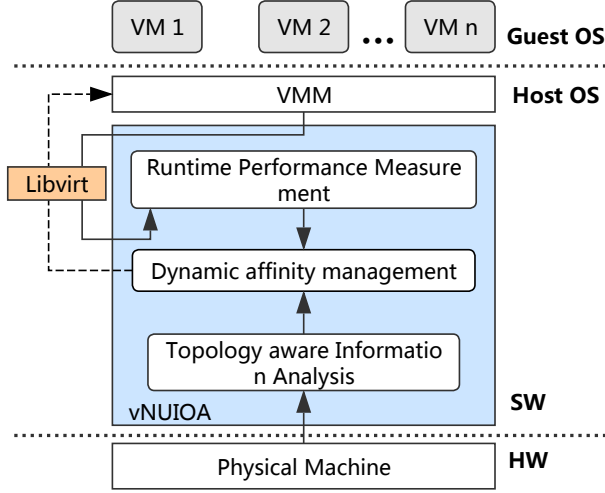 VM 1
VM 2
...
VM n
Guest OS
VMM
Host OS
Libvirt
Runtime Performance Measure
ment
Dynamic affinity management
Topology aware Informatio
n Analysis
vNUIOA
SW
HW
Physical Machine